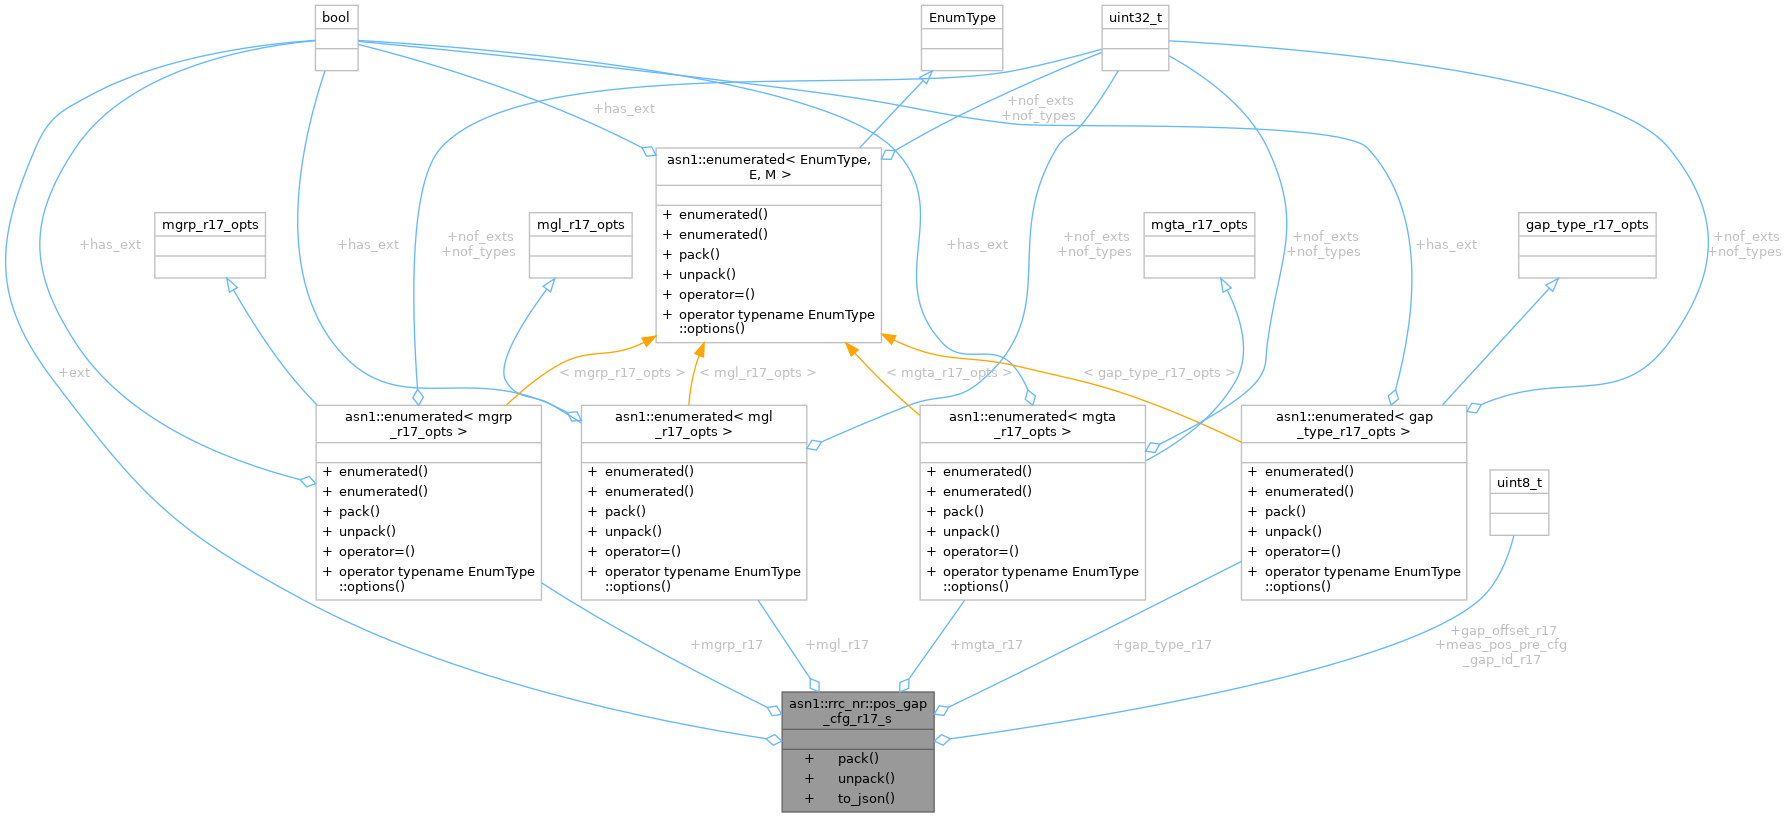 bool
EnumType
uint32_t
+has_ext
+nof_exts
+nof_types
asn1::enumerated< EnumType,
E, M >
+ enumerated()
+ enumerated()
+ pack()
+ unpack()
+ operator=()
+ operator typename EnumType
::options()
mgrp_r17_opts
mgl_r17_opts
mgta_r17_opts
gap_type_r17_opts
+has_ext
+has_ext
+nof_exts
+nof_types
+has_ext
+nof_exts
+nof_types
+nof_exts
+nof_types
+has_ext
+nof_exts
+nof_types
+ext
< mgrp_r17_opts >
< mgl_r17_opts >
< mgta_r17_opts >
< gap_type_r17_opts >
asn1::enumerated< mgrp
_r17_opts >
+ enumerated()
+ enumerated()
+ pack()
+ unpack()
+ operator=()
+ operator typename EnumType
::options()
asn1::enumerated< mgl
_r17_opts >
+ enumerated()
+ enumerated()
+ pack()
+ unpack()
+ operator=()
+ operator typename EnumType
::options()
asn1::enumerated< mgta
_r17_opts >
+ enumerated()
+ enumerated()
+ pack()
+ unpack()
+ operator=()
+ operator typename EnumType
::options()
asn1::enumerated< gap
_type_r17_opts >
+ enumerated()
+ enumerated()
+ pack()
+ unpack()
+ operator=()
+ operator typename EnumType
::options()
uint8_t
+mgrp_r17
+mgl_r17
+mgta_r17
+gap_type_r17
+gap_offset_r17
+meas_pos_pre_cfg
_gap_id_r17
asn1::rrc_nr::pos_gap
_cfg_r17_s
+ pack()
+ unpack()
+ to_json()